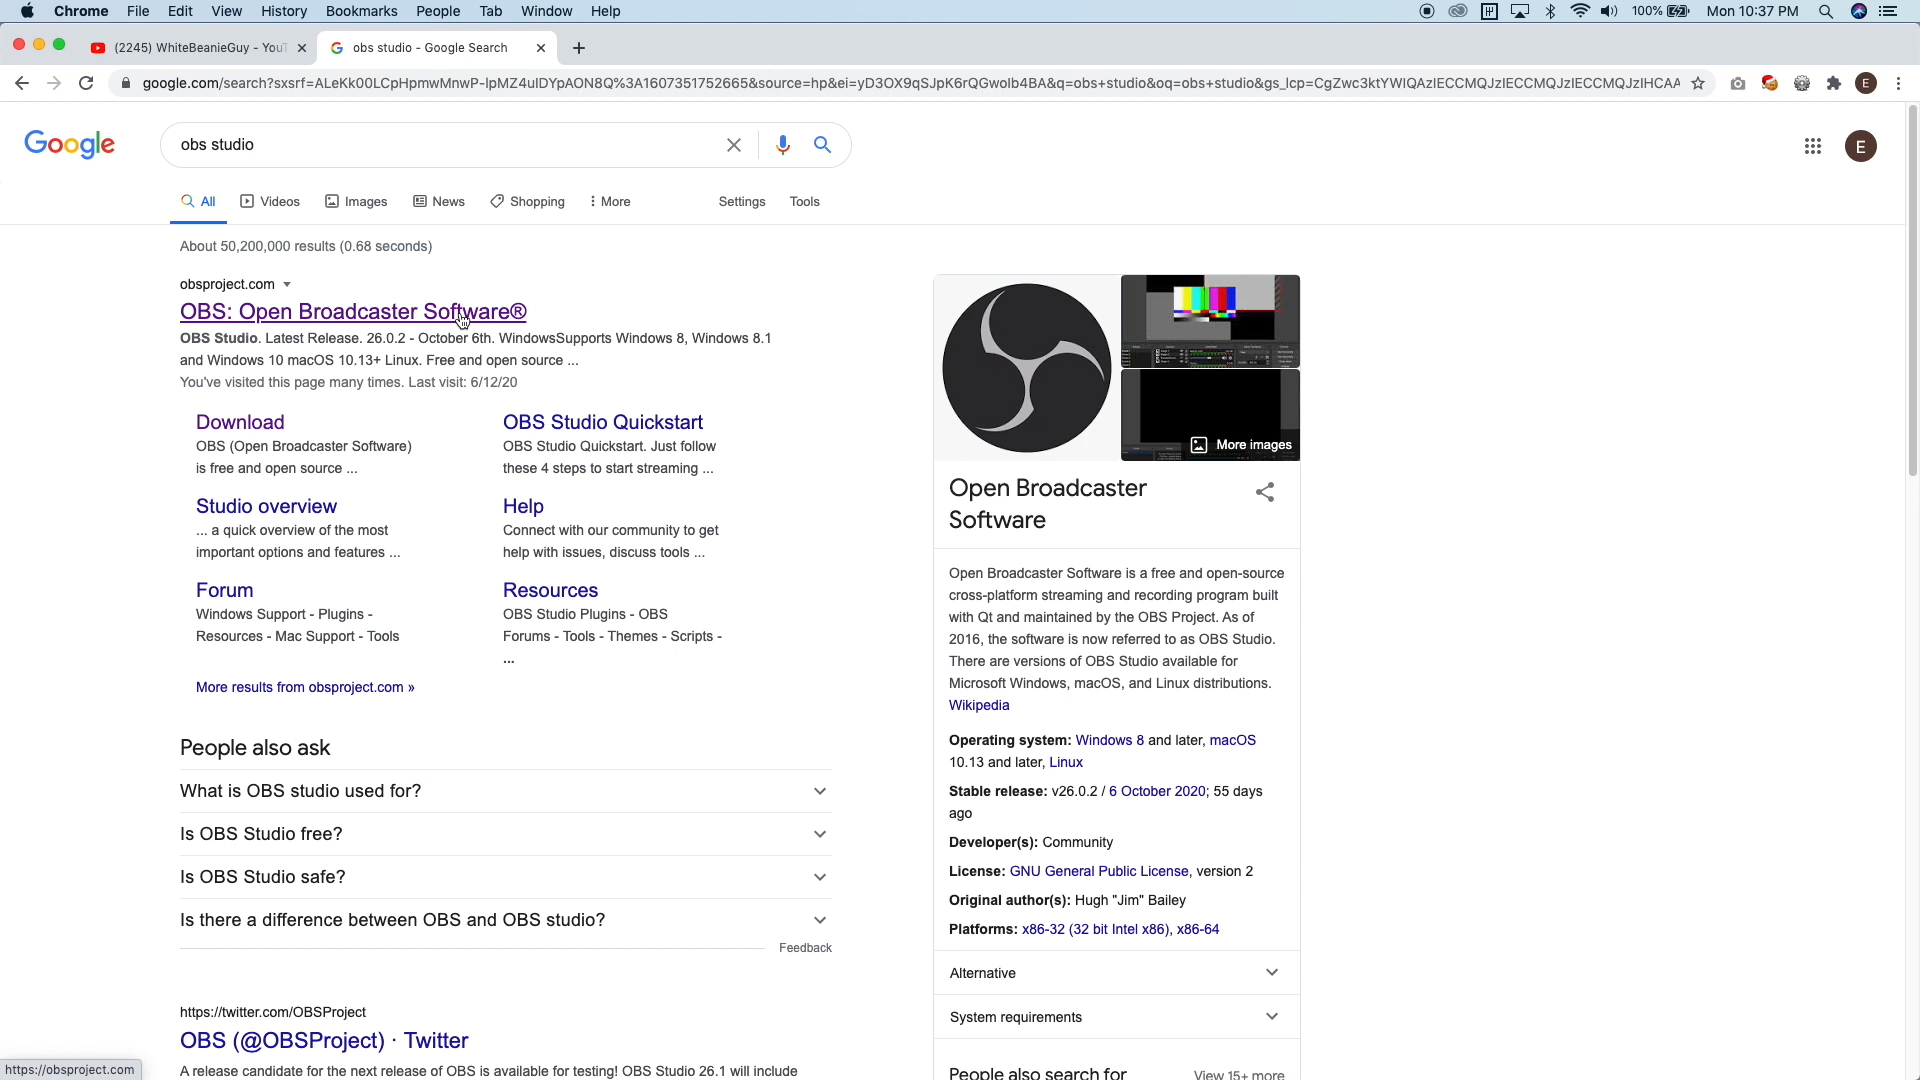 Chrome File Edit View History Bookmarks People Tab Window Help
100% Mon 10:37 PM
(2245) WhiteBeanieGuy - YouT
obs studio - Google Search
google.com/search?sxsrf=ALeKk00LCpHpmwMnwP-lpMZ4ulDYpAON8Q%3A1607351752665&source=hp&ei=yD3OX9qSJpK6rQGwolb4BA&q=obs+studio&oq=obs+studio&gs_lcp=CgZwc3ktYWIQAzIECCMQJzIECCMQJzIECCMQJzIHCAA
E
Google
obs studio
E
All Videos Images News Shopping More Settings Tools
About 50,200,000 results (0.68 seconds)
obsproject.com
OBS: Open Broadcaster Software®
OBS Studio. Latest Release. 26.0.2 - October 6th. WindowsSupports Windows 8, Windows 8.1
and Windows 10 macOS 10.13+ Linux. Free and open source ...
You've visited this page many times. Last visit: 6/12/20
Download
OBS (Open Broadcaster Software)
is free and open source ...
OBS Studio Quickstart
OBS Studio Quickstart. Just follow
these 4 steps to start streaming ...
Studio overview
... a quick overview of the most
important options and features ...
Help
Connect with our community to get
help with issues, discuss tools ...
Forum
Windows Support - Plugins -
Resources - Mac Support - Tools
Resources
OBS Studio Plugins - OBS
Forums - Tools - Themes - Scripts -
...
More results from obsproject.com »
People also ask
What is OBS studio used for?
Is OBS Studio free?
Is OBS Studio safe?
Is there a difference between OBS and OBS studio?
Feedback
https://twitter.com/OBSProject
OBS (@OBSProject) · Twitter
A release candidate for the next release of OBS is available for testing! OBS Studio 26.1 will include
https://obsproject.com
More images
Open Broadcaster
Software
Open Broadcaster Software is a free and open-source
cross-platform streaming and recording program built
with Qt and maintained by the OBS Project. As of
2016, the software is now referred to as OBS Studio.
There are versions of OBS Studio available for
Microsoft Windows, macOS, and Linux distributions.
Wikipedia
Operating system: Windows 8 and later, macOS
10.13 and later, Linux
Stable release: v26.0.2 / 6 October 2020; 55 days
ago
Developer(s): Community
License: GNU General Public License, version 2
Original author(s): Hugh "Jim" Bailey
Platforms: x86-32 (32 bit Intel x86), x86-64
Alternative
System requirements
People also search for View 15+ more